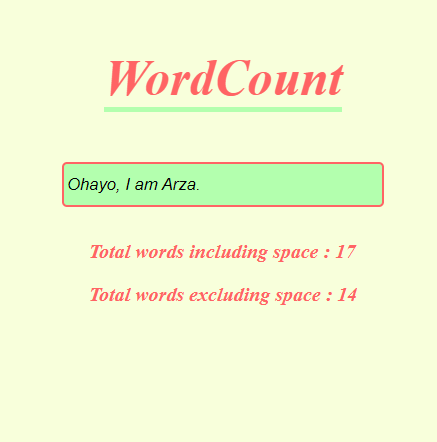 WordCount
Ohayo, I am Arza.
Total words including space : 17
Total words excluding space : 14